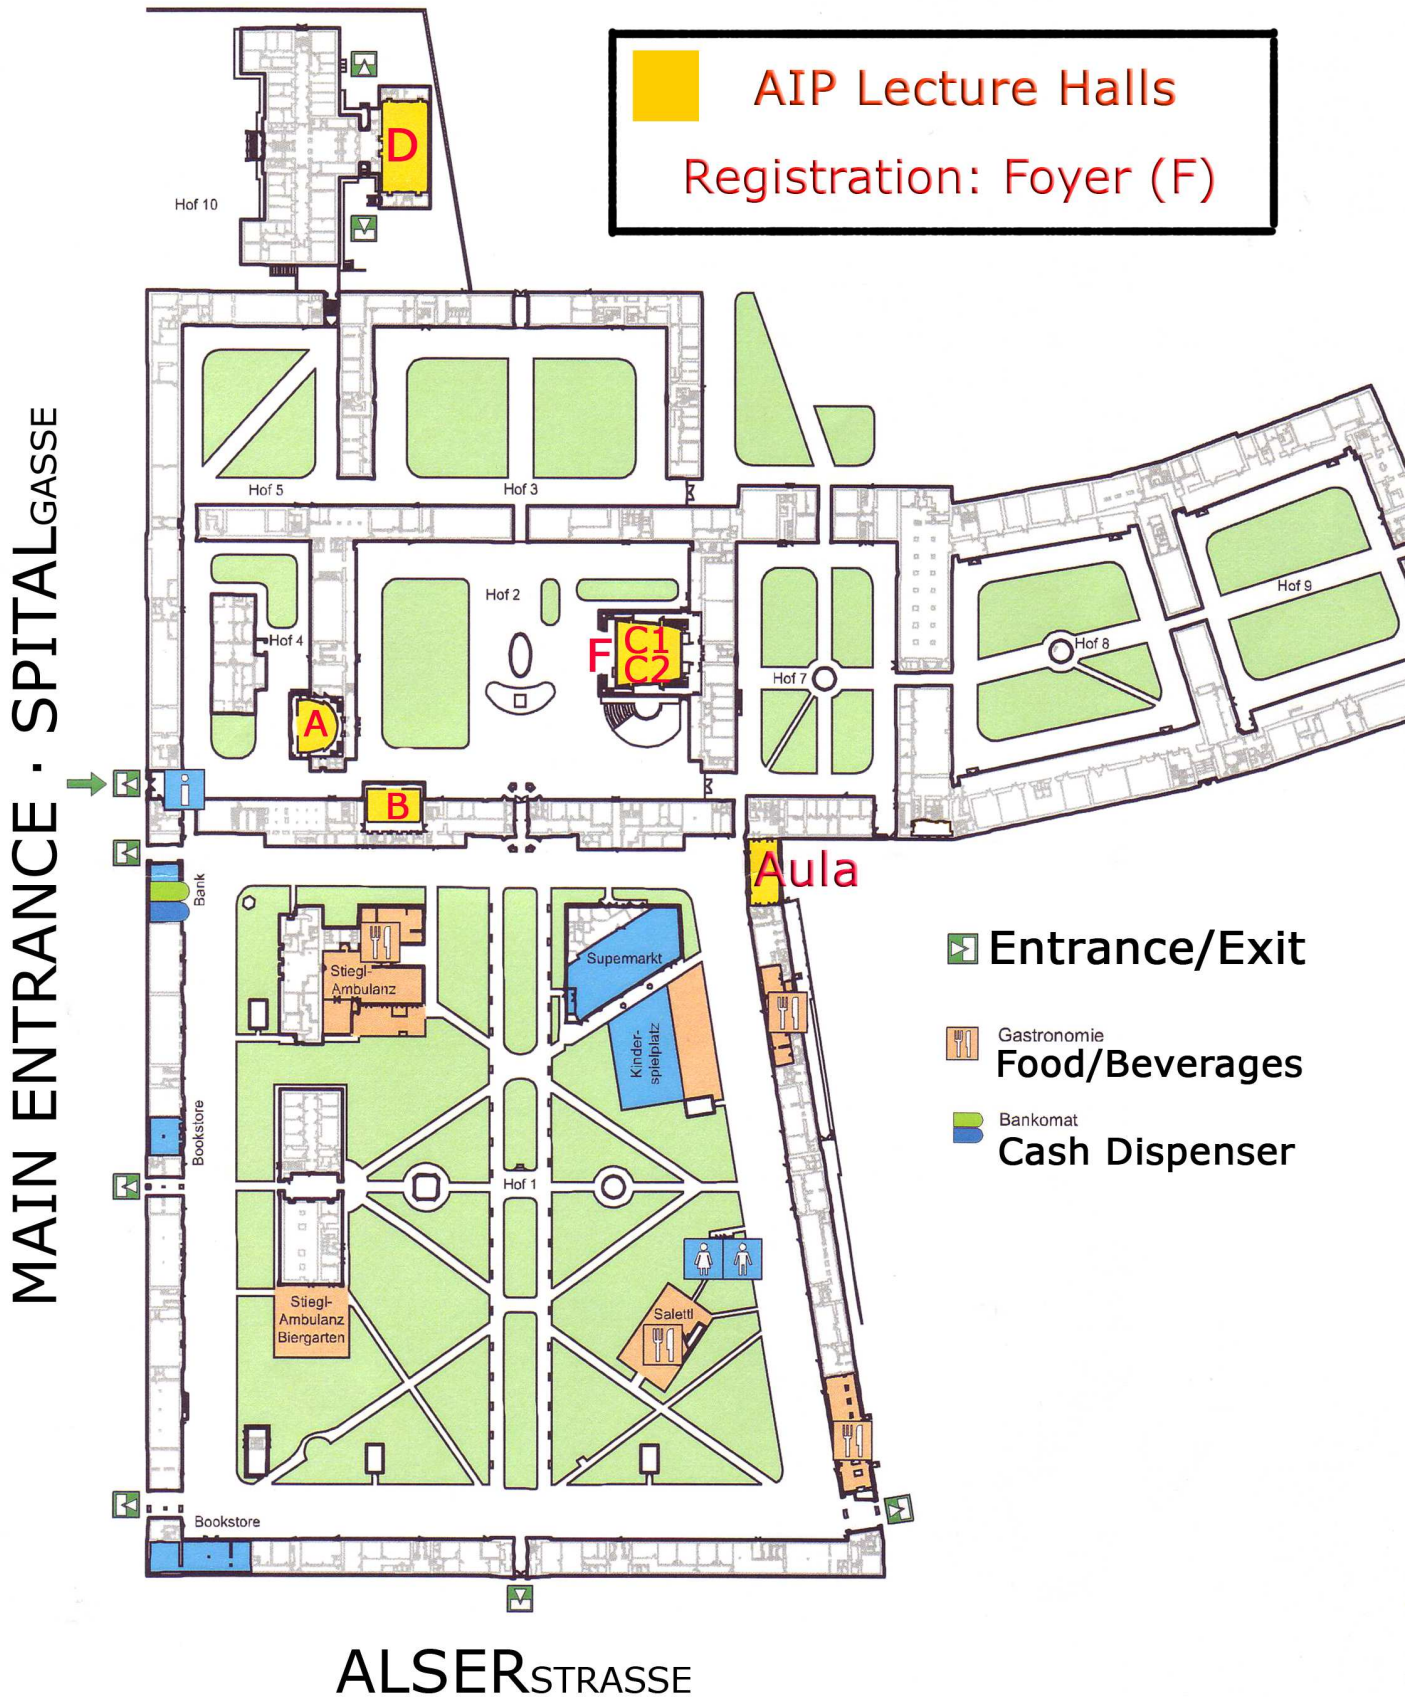 AIP Lecture Halls
Registration: Foyer (F)
D
Hof 10
Hof 5
Hof 3
Hof 2
Hof 4
F
C1
C2
Hof 7
Hof 8
Hof 9
A
B
i
Aula
Bank
Stiegl-
Ambulanz
Supermarkt
Kinder-
spielplatz
Bookstore
Hof 1
Stiegl-
Ambulanz
Biergarten
Salettl
Bookstore
Entrance/Exit
Gastronomie
Food/Beverages
Bankomat
Cash Dispenser
MAIN ENTRANCE · SPITALGASSE
ALSERSTRASSE